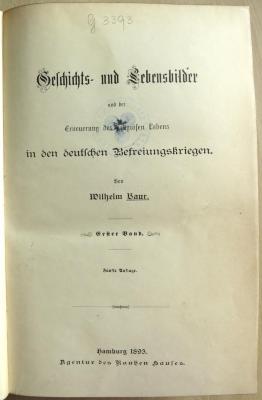 g 3393
Geschichts- und Lebensbilder
aus der
Erneuerung des religiösen Lebens
in den deutschen Befreiungskriegen.
Von
Wilhelm Baur.
Erster Band.
Fünfte Auflage.
Hamburg 1893.
Agentur des Rauhen Hauses.